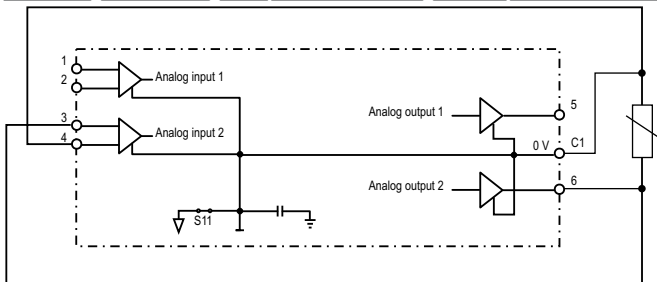 1
2
Analog input 1
3
4
Analog input 2
Analog output 1
5
0 V
C1
Analog output 2
6
S11